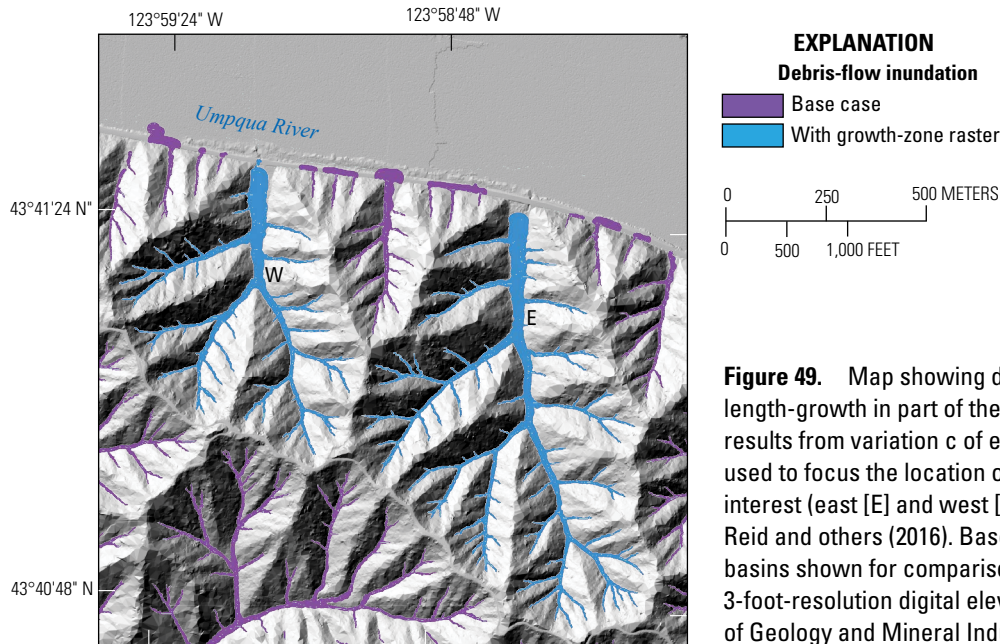 123°59'24" W
123°58'48" W
Umpqua River
43°41'24 N"
W
E
43°40'48" N
EXPLANATION
Debris-flow inundation
Base case
With growth-zone raster
0 250 500 METERS
0 500 1,000 FEET
Figure 49. Map showing d
length-growth in part of the
results from variation c of e
used to focus the location o
interest (east [E] and west [
Reid and others (2016). Base
basins shown for comparis
3-foot-resolution digital elev
of Geology and Mineral Ind